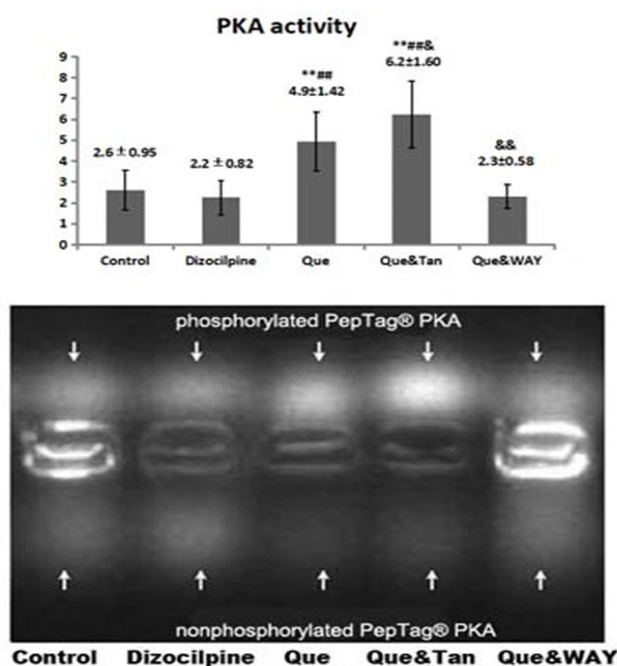 PKA activity
9
8
7
6
5
4
3
2
1
0
2.6 ± 0.95
2.2 ± 0.82
**##
4.9±1.42
**##&
6.2±1.60
&&
2.3±0.58
Control Dizocilpine Que Que&Tan Que&WAY
phosphorylated PepTag® PKA
nonphosphorylated PepTag® PKA
Control Dizocilpine Que Que&Tan Que&WAY